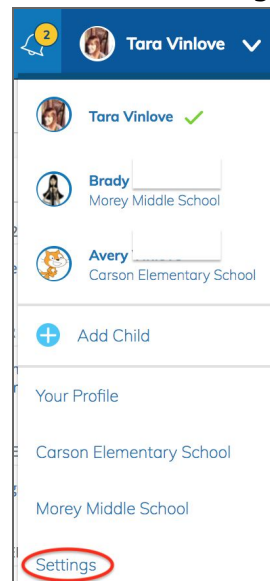 2
Tara Vinlove
Tara Vinlove
Brady
Morey Middle School
Avery
Carson Elementary School
Add Child
Your Profile
Carson Elementary School
Morey Middle School
Settings